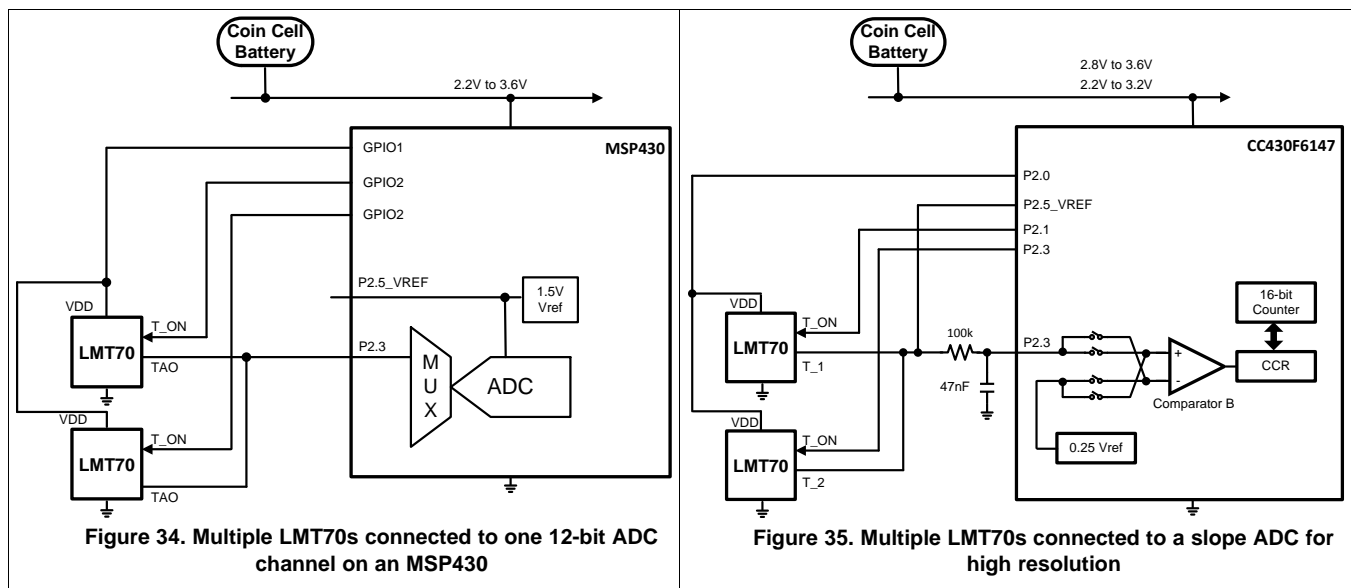 Coin Cell
Battery
2.2V to 3.6V
MSP430
GPIO1
GPIO2
GPIO2
P2.5_VREF
1.5V
Vref
VDD
T_ON
LMT70
TAO
P2.3
M
U
X
ADC
VDD
T_ON
LMT70
TAO
Figure 34. Multiple LMT70s connected to one 12-bit ADC
channel on an MSP430
Coin Cell
Battery
2.8V to 3.6V
2.2V to 3.2V
CC430F6147
P2.0
P2.5_VREF
P2.1
P2.3
VDD
T_ON
LMT70
T_1
100k
47nF
P2.3
+
-
Comparator B
16-bit
Counter
CCR
0.25 Vref
VDD
T_ON
LMT70
T_2
Figure 35. Multiple LMT70s connected to a slope ADC for
high resolution